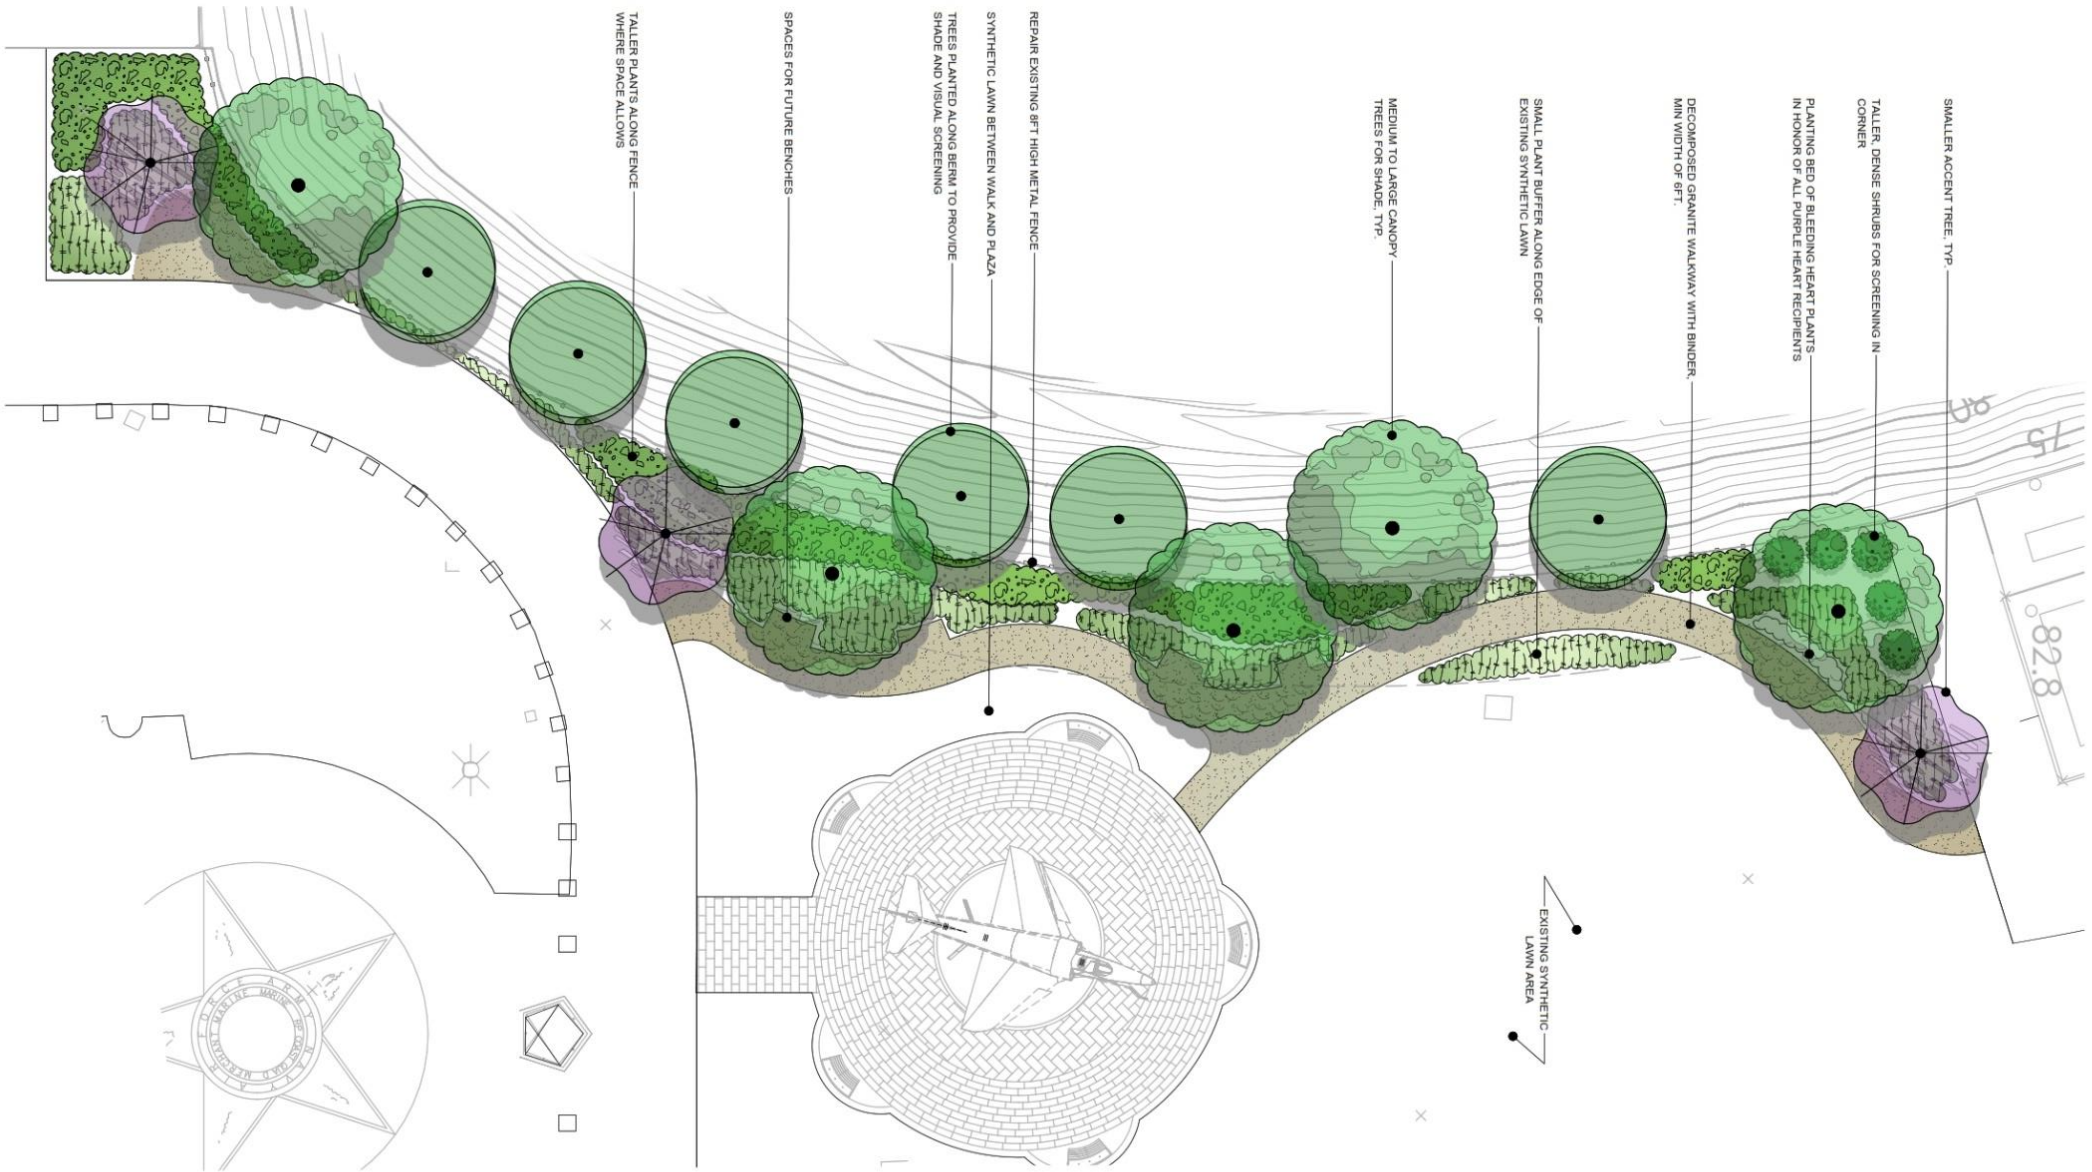 TALLER PLANTS ALONG FENCE
WHERE SPACE ALLOWS
SPACES FOR FUTURE BENCHES
TREES PLANTED ALONG BERM TO PROVIDE
SHADE AND VISUAL SCREENING
SYNTHETIC LAWN BETWEEN WALK AND PLAZA
REPAIR EXISTING 8FT HIGH METAL FENCE
MEDIUM TO LARGE CANOPY
TREES FOR SHADE, TYP.
SMALL PLANT BUFFER ALONG EDGE OF
EXISTING SYNTHETIC LAWN
DECOMPOSED GRANITE WALKWAY WITH BINDER,
MIN WIDTH OF 6FT.
PLANTING BED OF BLEEDING HEART PLANTS
IN HONOR OF ALL PURPLE HEART RECIPIENTS
TALLER, DENSE SHRUBS FOR SCREENING IN
CORNER
SMALLER ACCENT TREE, TYP.
75
82.8
EXISTING SYNTHETIC
LAWN AREA